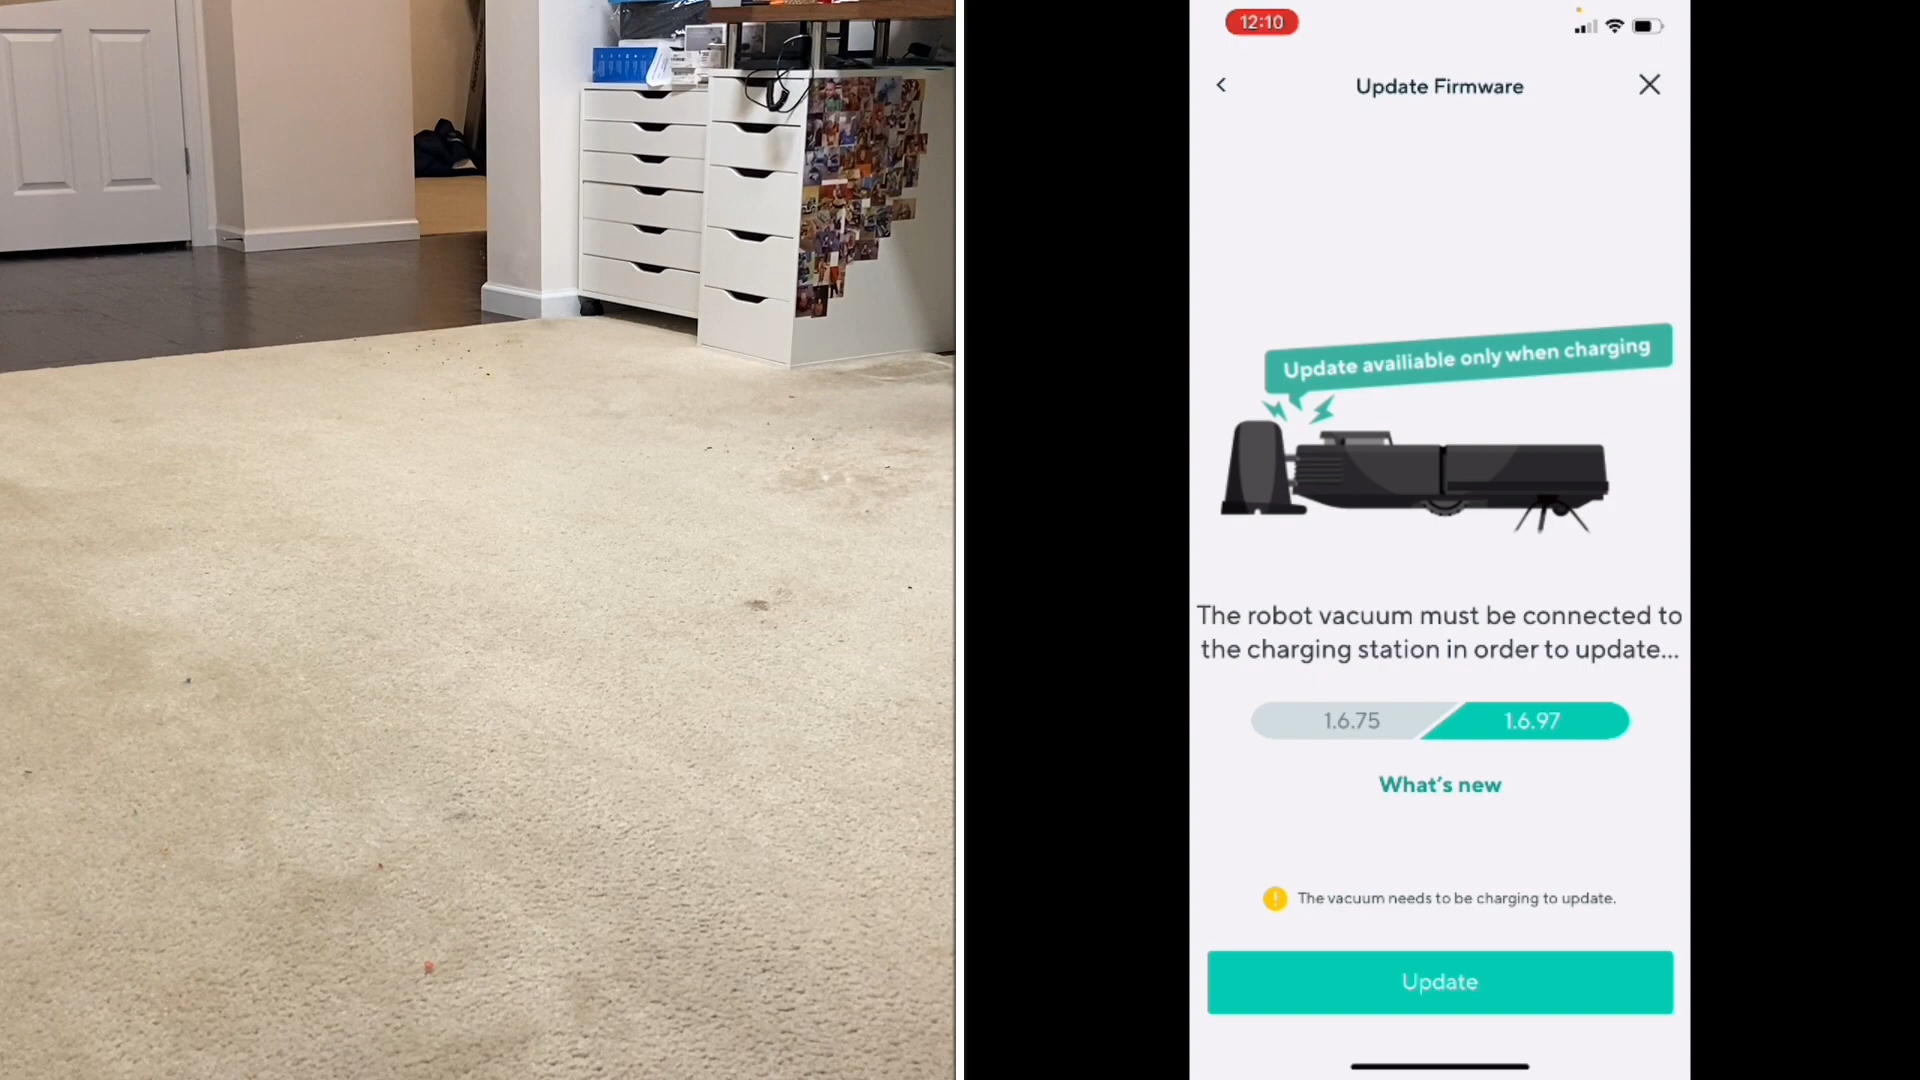 12:10
Update Firmware
Update availiable only when charging
The robot vacuum must be connected to
the charging station in order to update...
1.6.75
1.6.97
What's new
! The vacuum needs to be charging to update.
Update